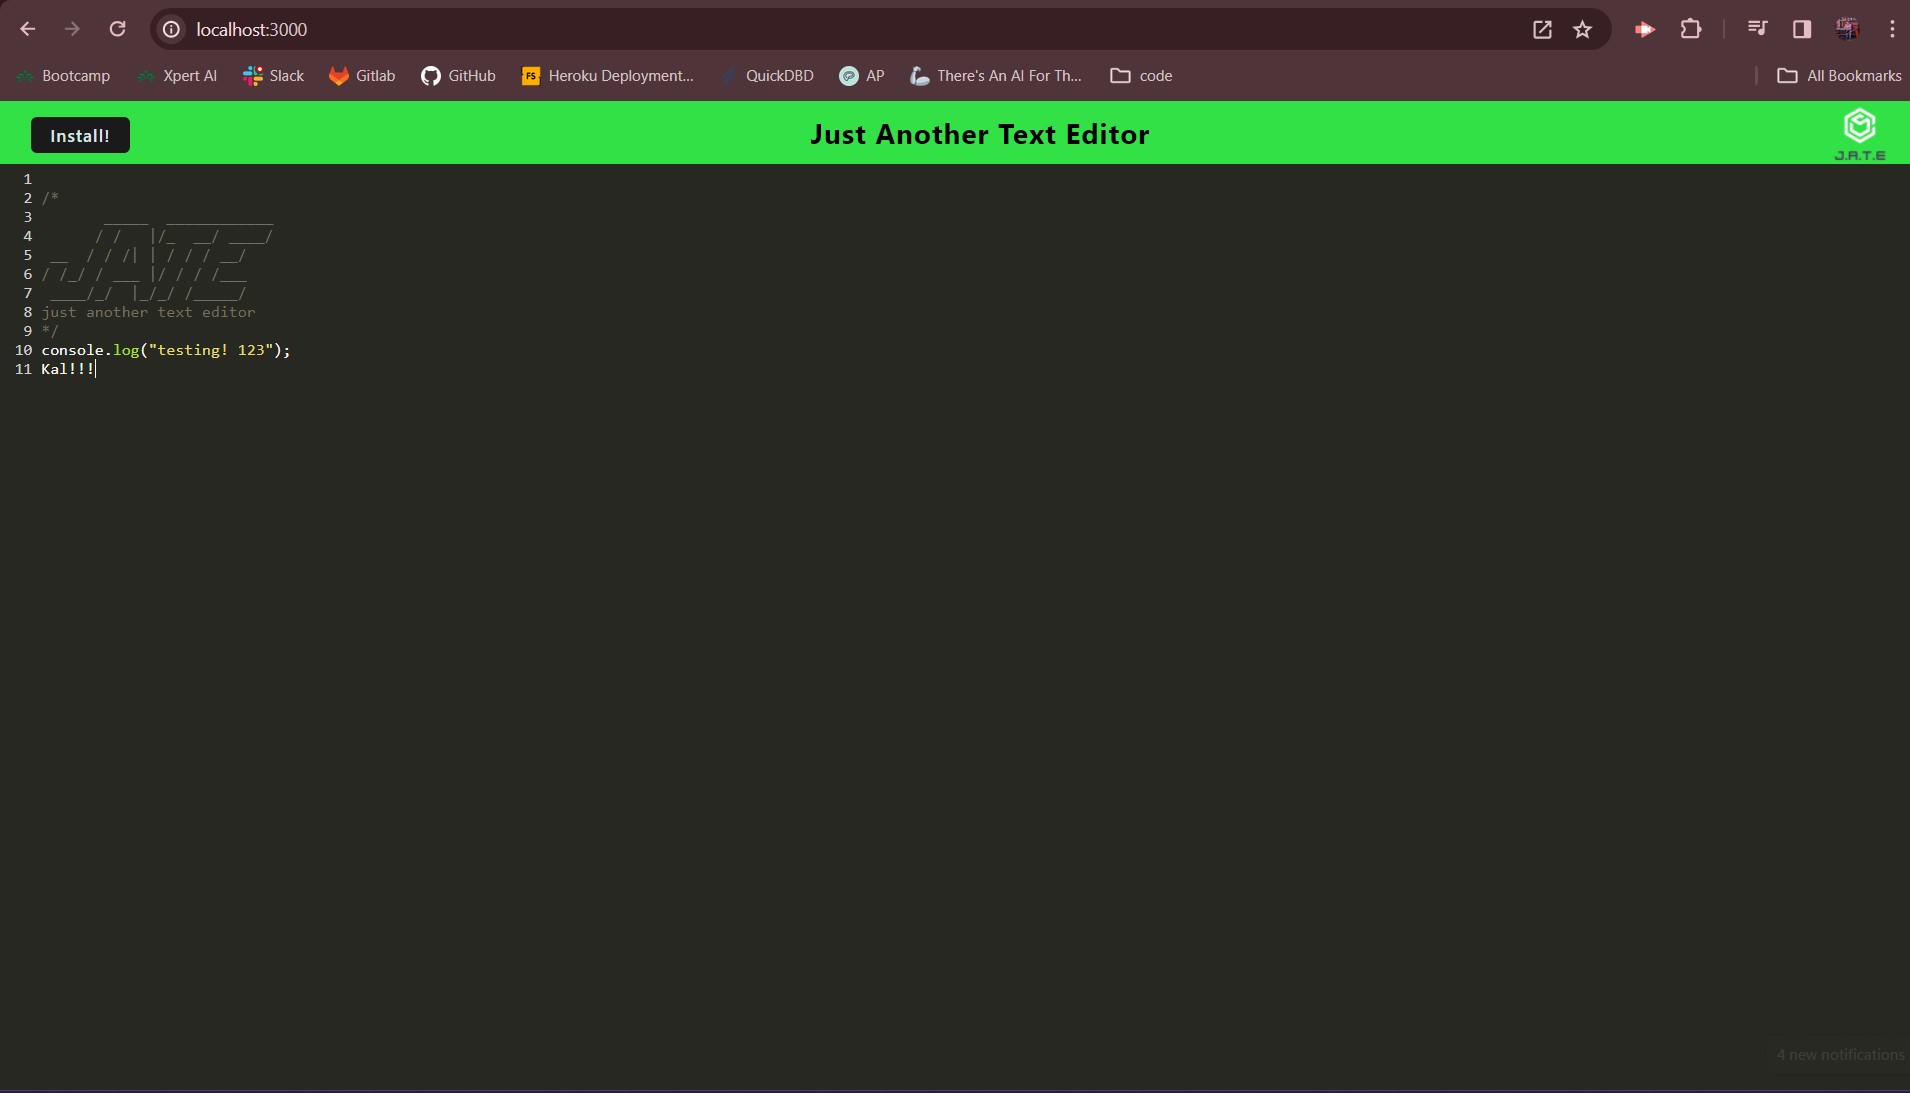 localhost:3000
Bootcamp Xpert AI Slack Gitlab GitHub FS Heroku Deployment... QuickDBD AP There's An AI For Th... code All Bookmarks
Install! Just Another Text Editor J.A.T.E
1
2 /*
3        _____  ____________
4       / /   |/_  __/ ____/
5  __  / / /| | / / / __/
6 / /_/ / ___ |/ / / /___
7  ____/_/  |_/_/ /_____/
8 just another text editor
9 */
10 console.log("testing! 123");
11 Kal!!!
4 new notifications